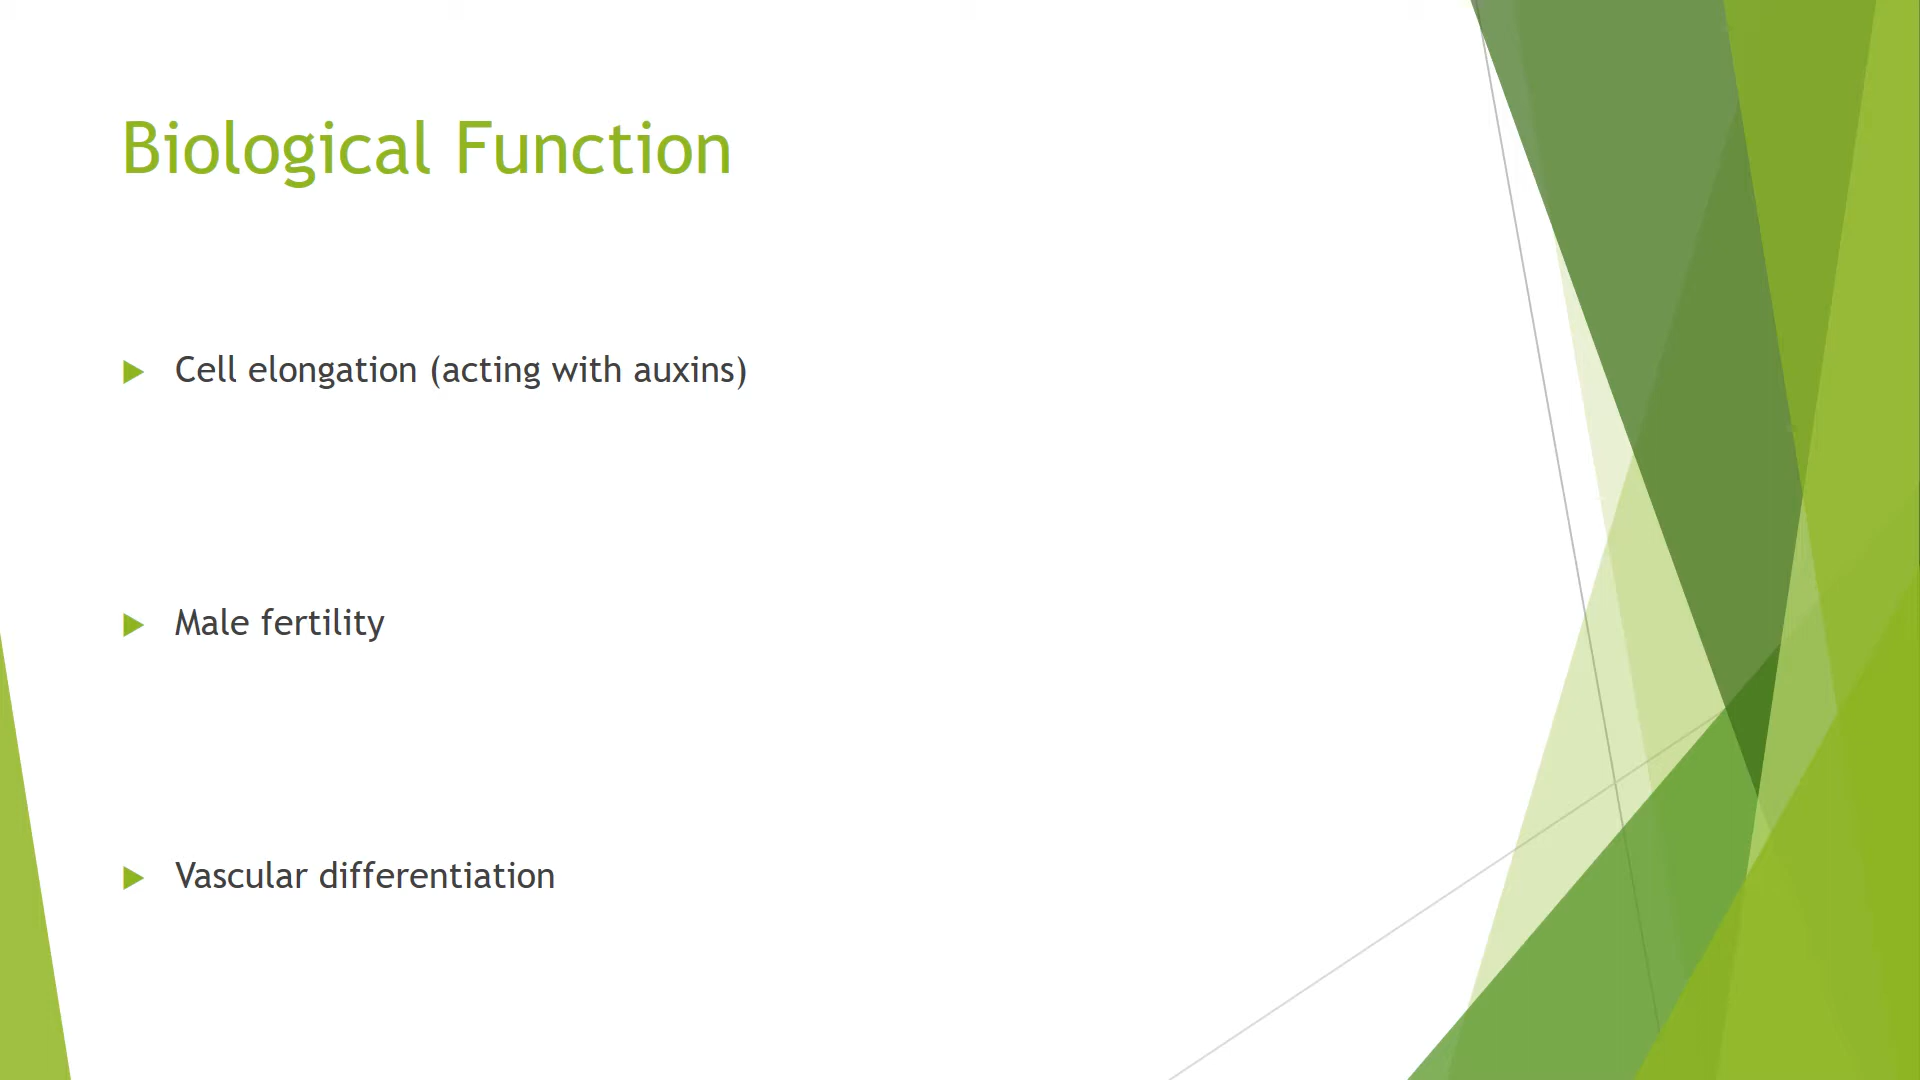 Biological Function
Cell elongation (acting with auxins)
Male fertility
Vascular differentiation